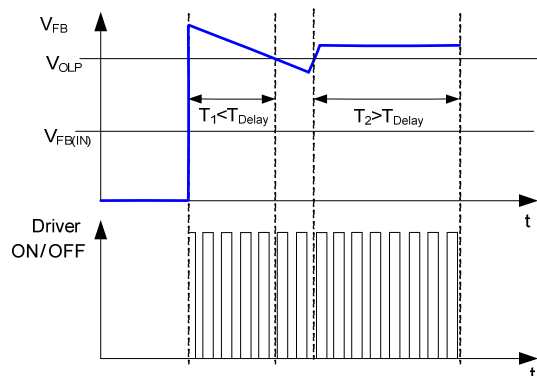 VFB
VOLP
T1<TDelay
T2>TDelay
VFB(IN)
t
Driver
ON/OFF
t